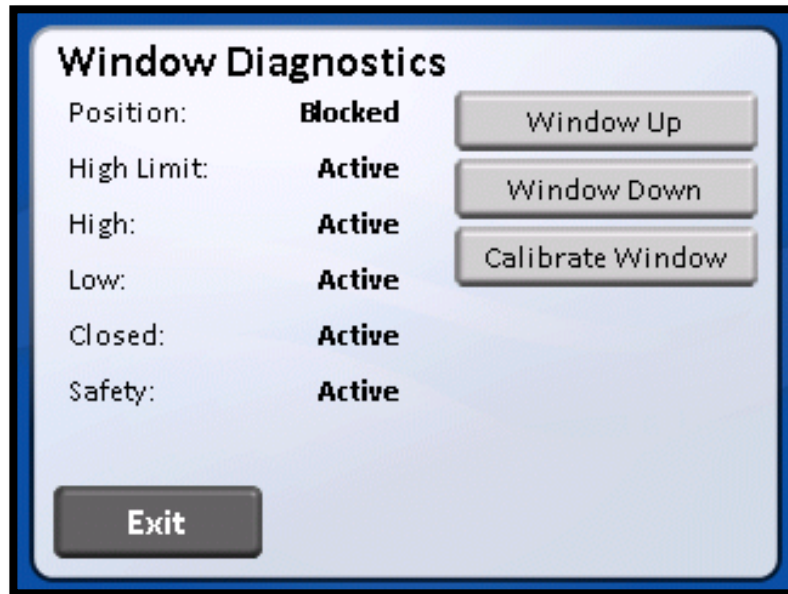 Window Diagnostics
Position: Blocked
High Limit: Active
High: Active
Low: Active
Closed: Active
Safety: Active
Window Up
Window Down
Calibrate Window
Exit